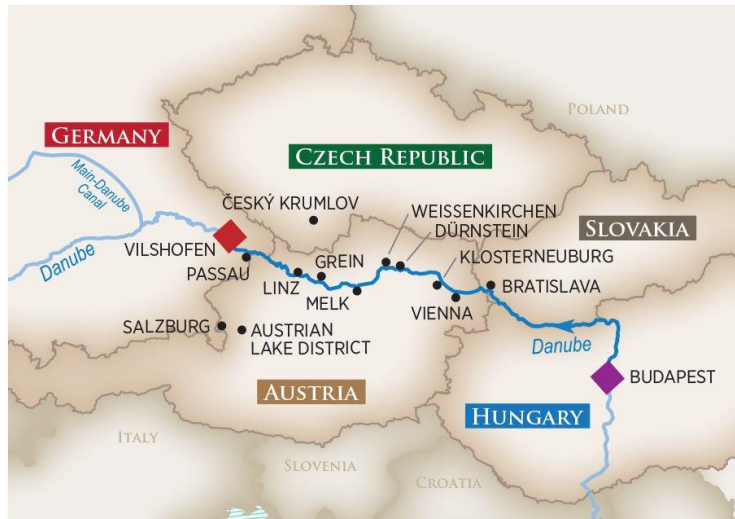 POLAND
GERMANY
CZECH REPUBLIC
Main-Danube
Canal
ČESKÝ KRUMLOV
WEISSENKIRCHEN
DÜRNSTEIN
SLOVAKIA
VILSHOFEN
Danube
PASSAU
GREIN
KLOSTERNEUBURG
LINZ
BRATISLAVA
MELK
VIENNA
SALZBURG
AUSTRIAN
LAKE DISTRICT
Danube
BUDAPEST
AUSTRIA
HUNGARY
ITALY
SLOVENIA
CROATIA